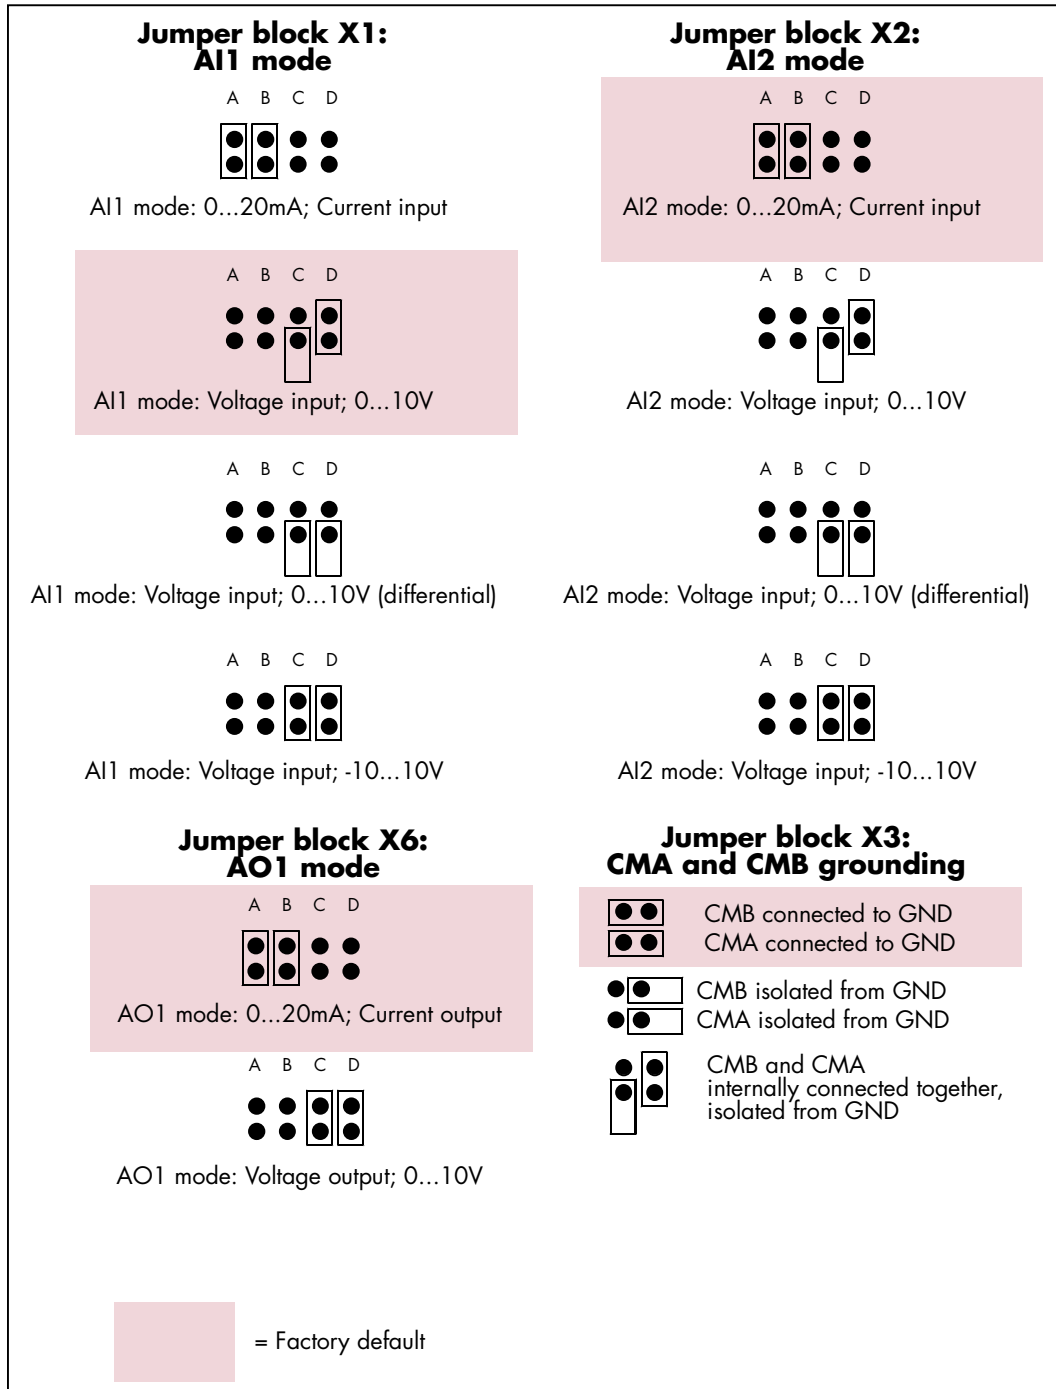 Jumper block X1:
AI1 mode
A B C D
AI1 mode: 0...20mA; Current input
A B C D
AI1 mode: Voltage input; 0...10V
A B C D
AI1 mode: Voltage input; 0...10V (differential)
A B C D
AI1 mode: Voltage input; -10...10V
Jumper block X2:
AI2 mode
A B C D
AI2 mode: 0...20mA; Current input
A B C D
AI2 mode: Voltage input; 0...10V
A B C D
AI2 mode: Voltage input; 0...10V (differential)
A B C D
AI2 mode: Voltage input; -10...10V
Jumper block X6:
AO1 mode
A B C D
AO1 mode: 0...20mA; Current output
A B C D
AO1 mode: Voltage output; 0...10V
Jumper block X3:
CMA and CMB grounding
CMB connected to GND
CMA connected to GND
CMB isolated from GND
CMA isolated from GND
CMB and CMA
internally connected together,
isolated from GND
= Factory default